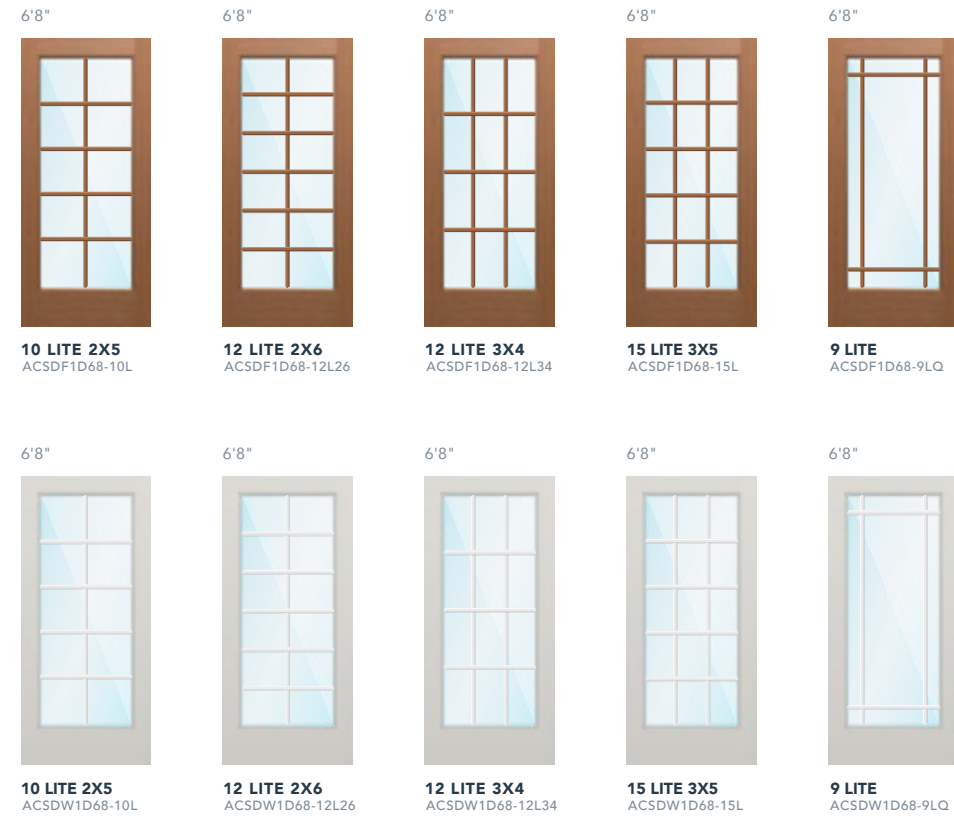 6'8"
6'8"
6'8"
6'8"
6'8"
10 LITE 2X5
ACSDF1D68-10L
12 LITE 2X6
ACSDF1D68-12L26
12 LITE 3X4
ACSDF1D68-12L34
15 LITE 3X5
ACSDF1D68-15L
9 LITE
ACSDF1D68-9LQ
6'8"
6'8"
6'8"
6'8"
6'8"
10 LITE 2X5
ACSDW1D68-10L
12 LITE 2X6
ACSDW1D68-12L26
12 LITE 3X4
ACSDW1D68-12L34
15 LITE 3X5
ACSDW1D68-15L
9 LITE
ACSDW1D68-9LQ